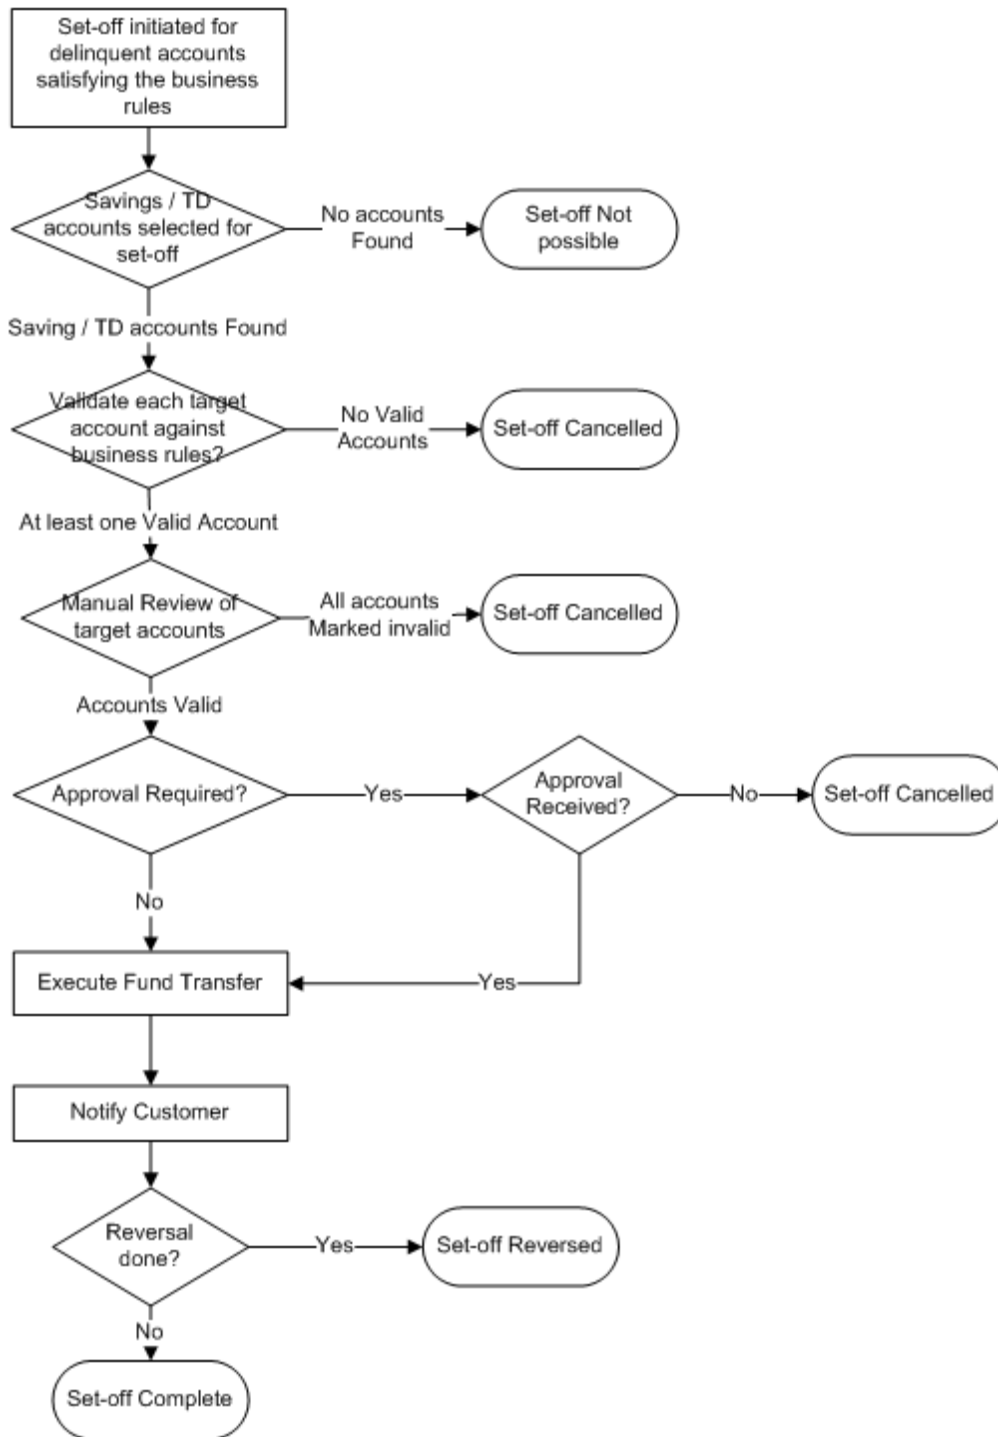 Set-off initiated for
delinquent accounts
satisfying the business
rules
Savings / TD
accounts selected for
set-off
No accounts
Found
Set-off Not
possible
Saving / TD accounts Found
Validate each target
account against
business rules?
No Valid
Accounts
Set-off Cancelled
At least one Valid Account
Manual Review of
target accounts
All accounts
Marked invalid
Set-off Cancelled
Accounts Valid
Approval Required?
Yes
Approval
Received?
No
Set-off Cancelled
No
Execute Fund Transfer
Yes
Notify Customer
Reversal
done?
Yes
Set-off Reversed
No
Set-off Complete